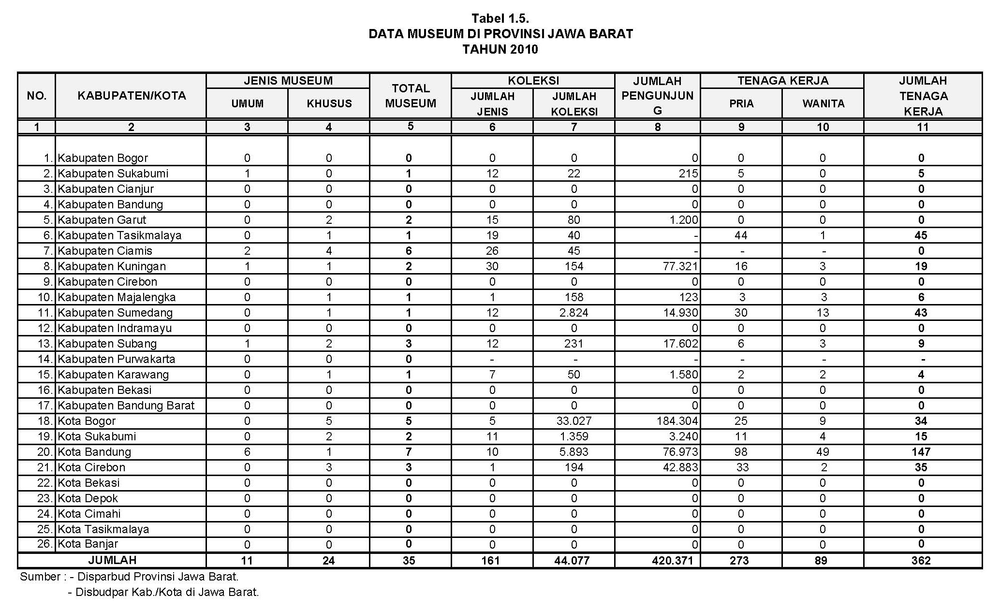 Tabel 1.5.
DATA MUSEUM DI PROVINSI JAWA BARAT
TAHUN 2010
NO. KABUPATEN/KOTA JENIS MUSEUM TOTAL MUSEUM KOLEKSI JUMLAH PENGUNJUN G TENAGA KERJA JUMLAH TENAGA KERJA
UMUM KHUSUS JUMLAH JENIS JUMLAH KOLEKSI PRIA WANITA
1 2 3 4 5 6 7 8 9 10 11
1. Kabupaten Bogor 0 0 0 0 0 0 0 0 0
2. Kabupaten Sukabumi 1 0 1 12 22 215 5 0 5
3. Kabupaten Cianjur 0 0 0 0 0 0 0 0 0
4. Kabupaten Bandung 0 0 0 0 0 0 0 0 0
5. Kabupaten Garut 0 2 2 15 80 1.200 0 0 0
6. Kabupaten Tasikmalaya 0 1 1 19 40 - 44 1 45
7. Kabupaten Ciamis 2 4 6 26 45 - - - 0
8. Kabupaten Kuningan 1 1 2 30 154 77.321 16 3 19
9. Kabupaten Cirebon 0 0 0 0 0 0 0 0 0
10. Kabupaten Majalengka 0 1 1 1 158 123 3 3 6
11. Kabupaten Sumedang 0 1 1 12 2.824 14.930 30 13 43
12. Kabupaten Indramayu 0 0 0 0 0 0 0 0 0
13. Kabupaten Subang 1 2 3 12 231 17.602 6 3 9
14. Kabupaten Purwakarta 0 0 0 - - - - - -
15. Kabupaten Karawang 0 1 1 7 50 1.580 2 2 4
16. Kabupaten Bekasi 0 0 0 0 0 0 0 0 0
17. Kabupaten Bandung Barat 0 0 0 0 0 0 0 0 0
18. Kota Bogor 0 5 5 5 33.027 184.304 25 9 34
19. Kota Sukabumi 0 2 2 11 1.359 3.240 11 4 15
20. Kota Bandung 6 1 7 10 5.893 76.973 98 49 147
21. Kota Cirebon 0 3 3 1 194 42.883 33 2 35
22. Kota Bekasi 0 0 0 0 0 0 0 0 0
23. Kota Depok 0 0 0 0 0 0 0 0 0
24. Kota Cimahi 0 0 0 0 0 0 0 0 0
25. Kota Tasikmalaya 0 0 0 0 0 0 0 0 0
26. Kota Banjar 0 0 0 0 0 0 0 0 0
JUMLAH 11 24 35 161 44.077 420.371 273 89 362
Sumber : - Disparbud Provinsi Jawa Barat.
- Disbudpar Kab./Kota di Jawa Barat.